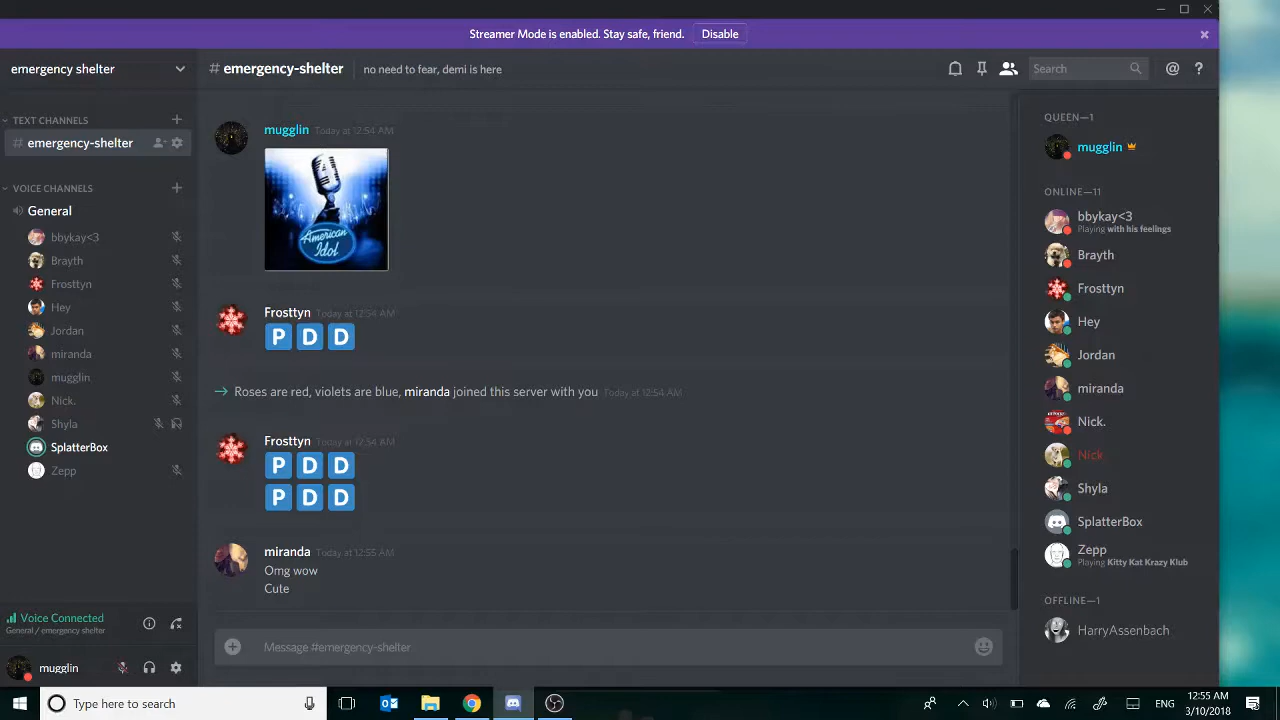 Streamer Mode is enabled. Stay safe, friend. Disable
emergency shelter
# emergency-shelter no need to fear, demi is here
Search
@ ?
TEXT CHANNELS +
# emergency-shelter
VOICE CHANNELS +
General
bbykay<3
Brayth
Frosttyn
Hey
Jordan
miranda
mugglin
Nick.
Shyla
SplatterBox
Zepp
Voice Connected
General / emergency shelter
mugglin
mugglin Today at 12:54 AM
American
Idol
Frosttyn Today at 12:54 AM
P D D
Roses are red, violets are blue, miranda joined this server with you Today at 12:54 AM
Frosttyn Today at 12:54 AM
P D D
P D D
miranda Today at 12:55 AM
Omg wow
Cute
Message #emergency-shelter
QUEEN—1
mugglin
ONLINE—11
bbykay<3
Playing with his feelings
Brayth
Frosttyn
Hey
Jordan
miranda
Nick.
Nick
Shyla
SplatterBox
Zepp
Playing Kitty Kat Krazy Klub
OFFLINE—1
HarryAssenbach
Type here to search
ENG
12:55 AM
3/10/2018